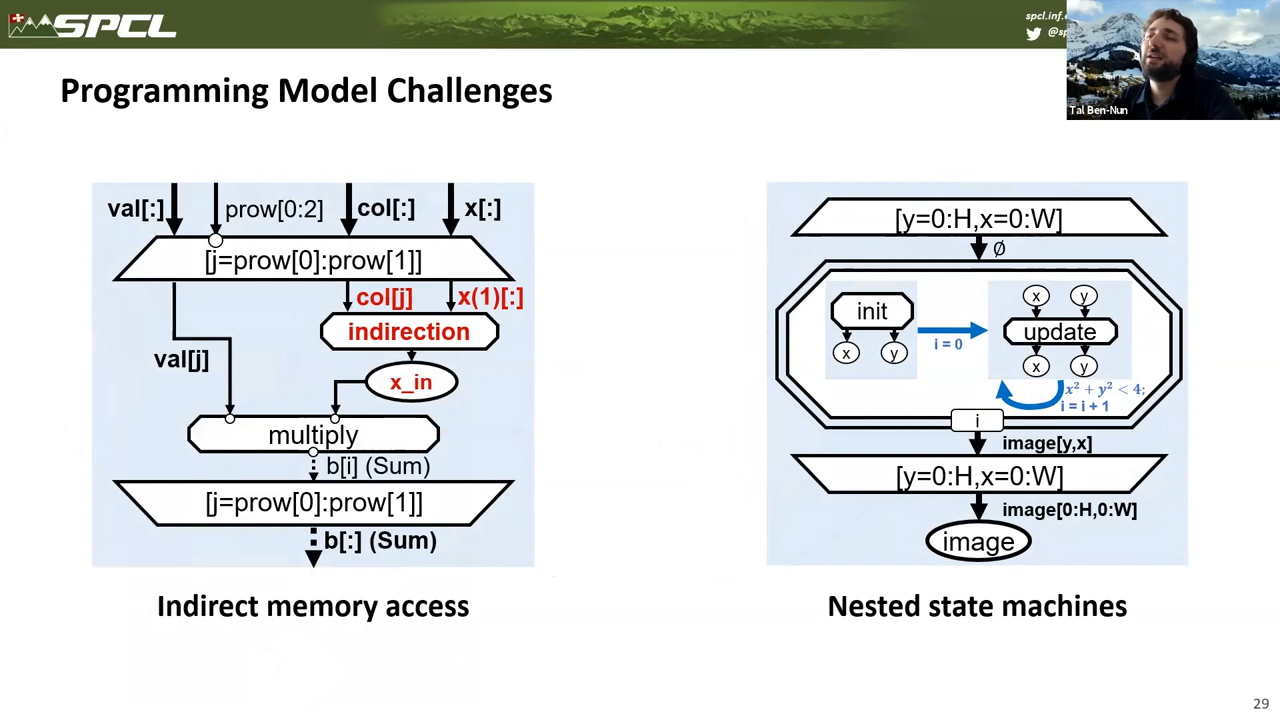 SPCL
spcl.inf.
Tal Ben-Nun
Programming Model Challenges
val[:]
prow[0:2]
col[:]
x[:]
[j=prow[0]:prow[1]]
col[j]
x(1)[:]
indirection
val[j]
x_in
multiply
b[i] (Sum)
[j=prow[0]:prow[1]]
b[:] (Sum)
Indirect memory access
[y=0:H,x=0:W]
Ø
init
x
y
i = 0
x
y
update
x
y
x² + y² < 4;
i = i + 1
i
image[y,x]
[y=0:H,x=0:W]
image[0:H,0:W]
image
Nested state machines
29